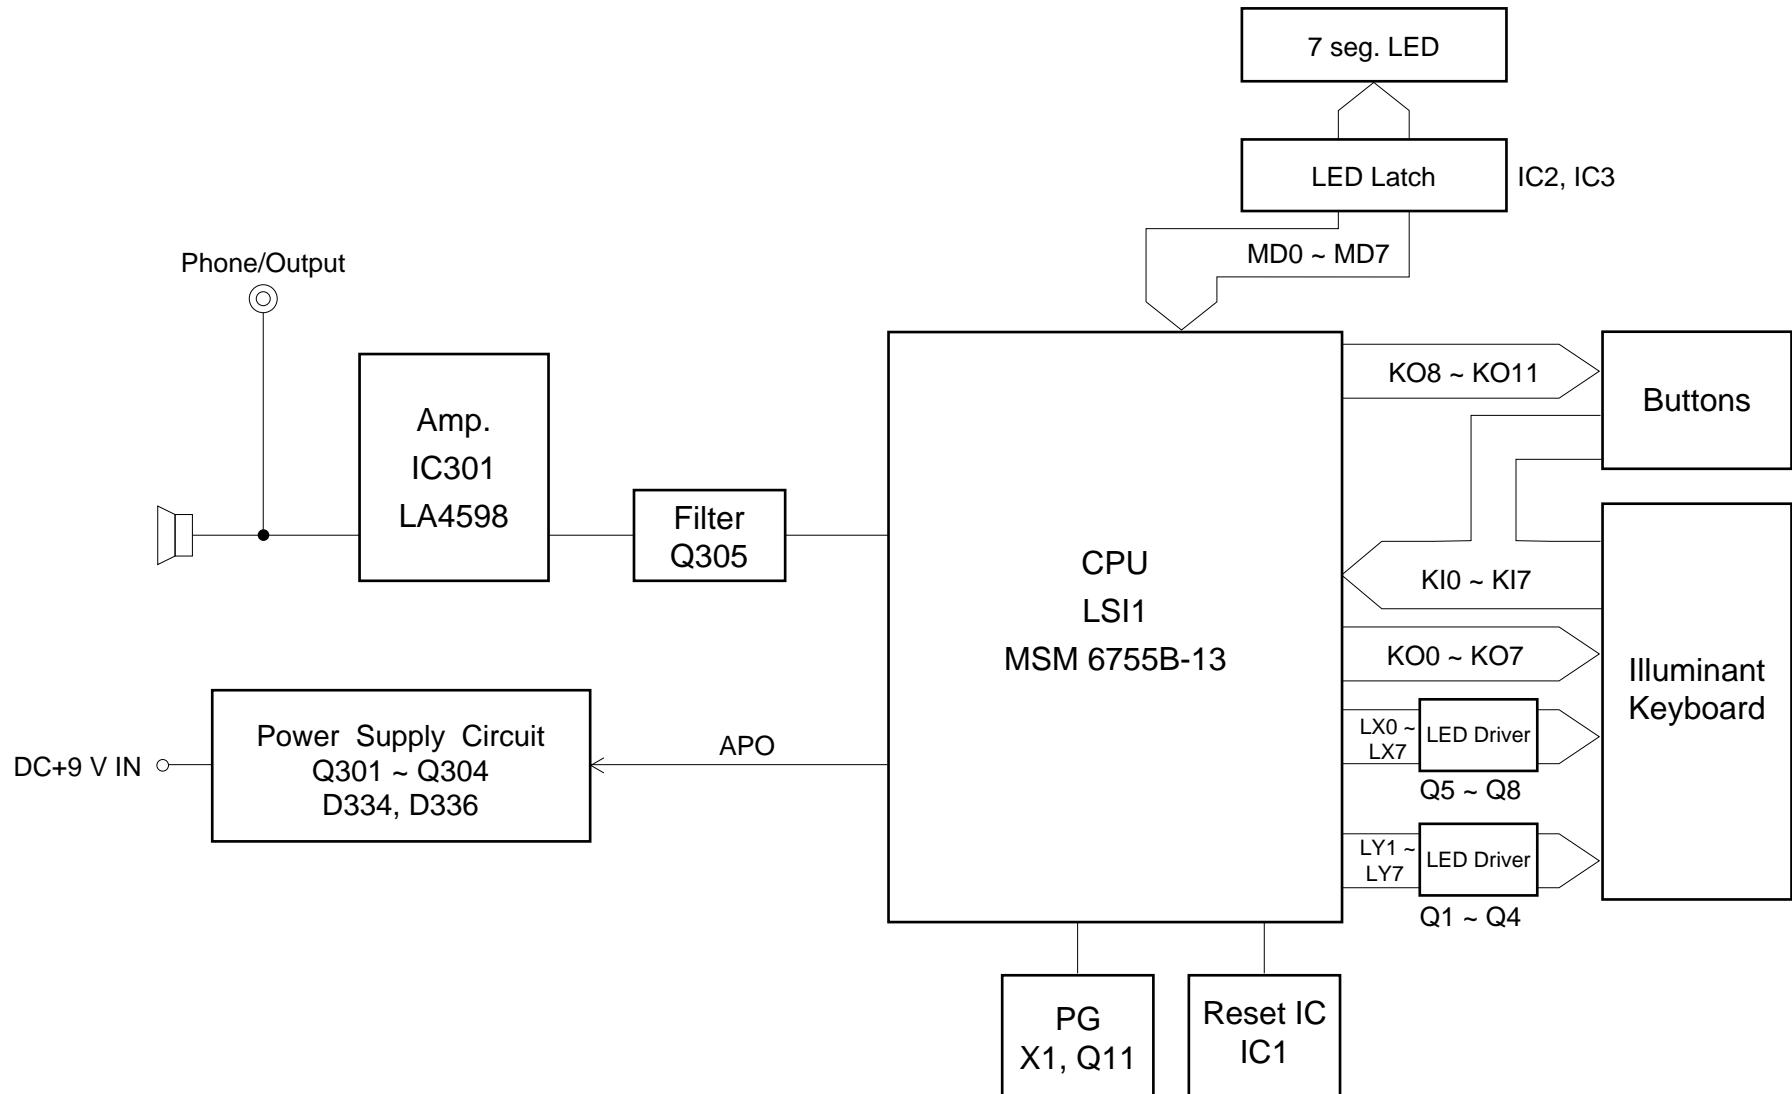 7 seg. LED
LED Latch
IC2, IC3
MD0 ~ MD7
Phone/Output
Amp.
IC301
LA4598
Filter
Q305
CPU
LSI1
MSM 6755B-13
KO8 ~ KO11
Buttons
KI0 ~ KI7
KO0 ~ KO7
Illuminant
Keyboard
LX0 ~
LX7
LED Driver
Q5 ~ Q8
LY1 ~
LY7
LED Driver
Q1 ~ Q4
DC+9 V IN
Power Supply Circuit
Q301 ~ Q304
D334, D336
APO
PG
X1, Q11
Reset IC
IC1